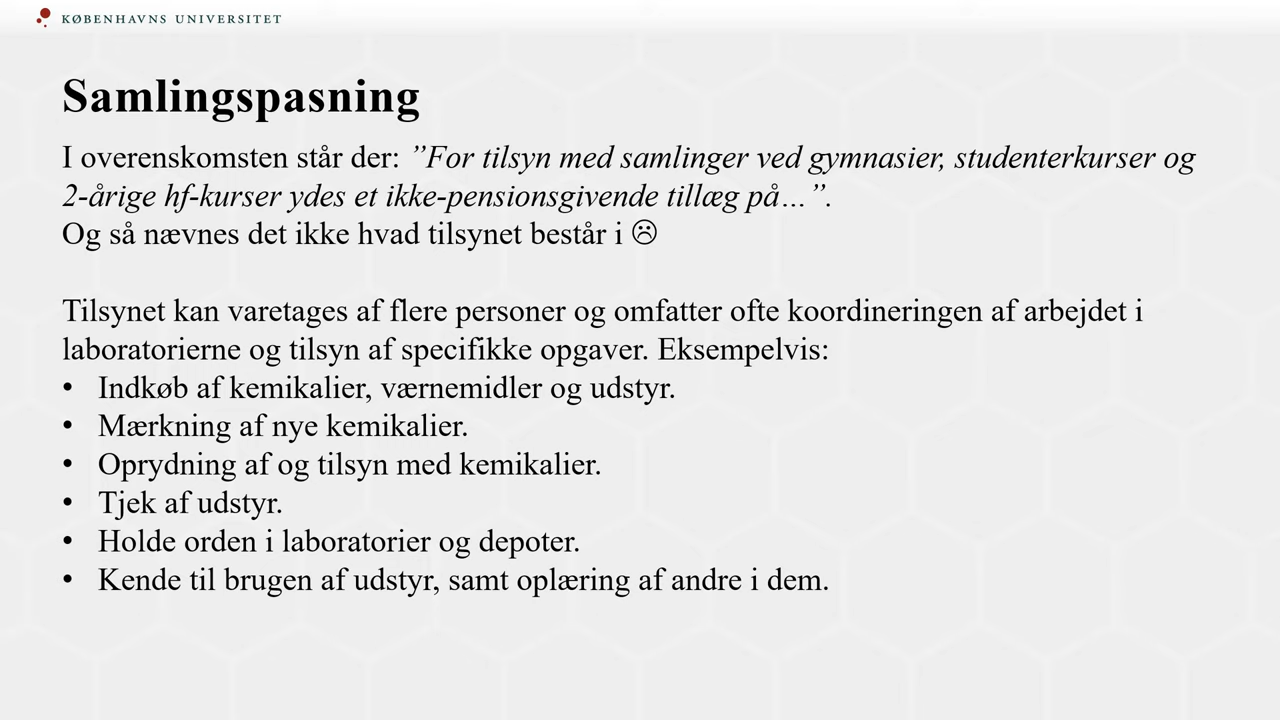 KØBENHAVNS UNIVERSITET
Samlingspasning
I overenskomsten står der: ”For tilsyn med samlinger ved gymnasier, studenterkurser og
2-årige hf-kurser ydes et ikke-pensionsgivende tillæg på…”.
Og så nævnes det ikke hvad tilsynet består i ☹
Tilsynet kan varetages af flere personer og omfatter ofte koordineringen af arbejdet i
laboratorierne og tilsyn af specifikke opgaver. Eksempelvis:
• Indkøb af kemikalier, værnemidler og udstyr.
• Mærkning af nye kemikalier.
• Oprydning af og tilsyn med kemikalier.
• Tjek af udstyr.
• Holde orden i laboratorier og depoter.
• Kende til brugen af udstyr, samt oplæring af andre i dem.